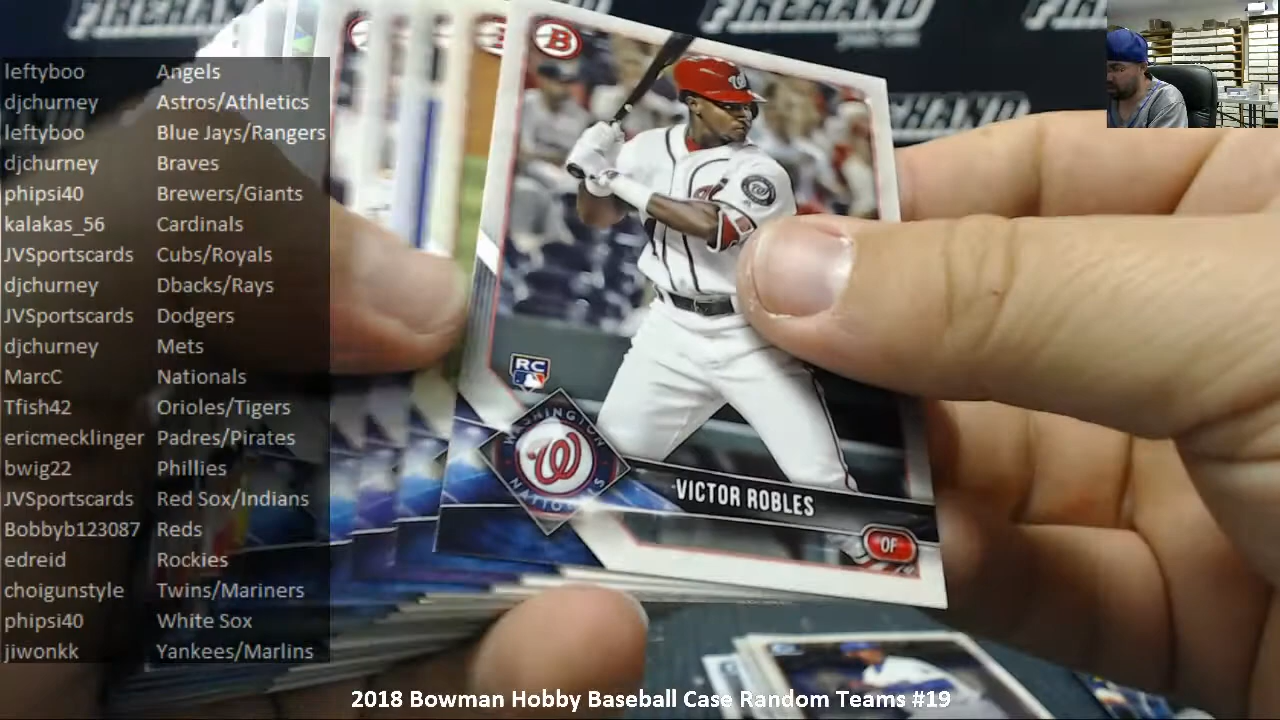 FIREHAND
leftyboo Angels
djchurney Astros/Athletics
leftyboo Blue Jays/Rangers
djchurney Braves
phipsi40 Brewers/Giants
kalakas_56 Cardinals
JVSportscards Cubs/Royals
djchurney Dbacks/Rays
JVSportscards Dodgers
djchurney Mets
MarcC Nationals
Tfish42 Orioles/Tigers
ericmecklinger Padres/Pirates
bwig22 Phillies
JVSportscards Red Sox/Indians
Bobbyb123087 Reds
edreid Rockies
choigunstyle Twins/Mariners
phipsi40 White Sox
jiwonkk Yankees/Marlins
B
RC
WASHINGTON
W
NATIONALS
VICTOR ROBLES
OF
2018 Bowman Hobby Baseball Case Random Teams #19